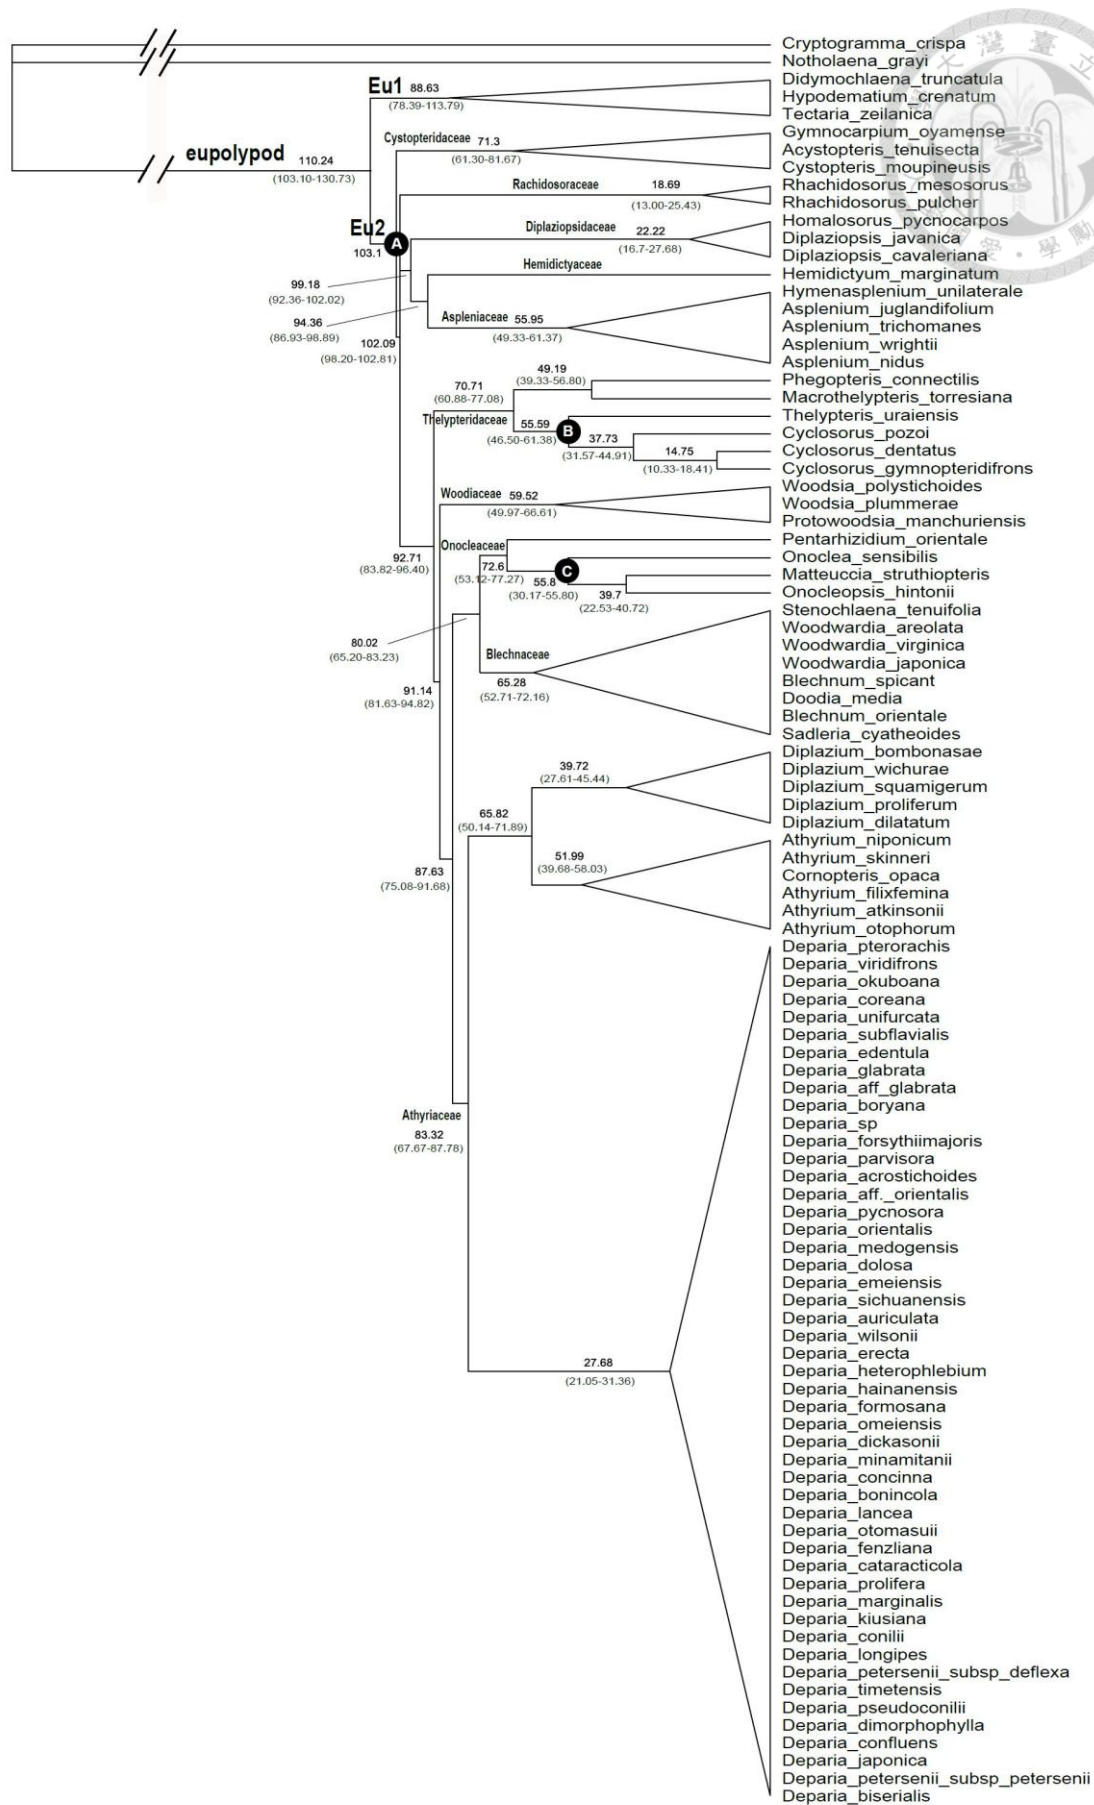 Cryptogramma_crispa
Notholaena_grayi
Didymochlaena_truncatula
Eu1 88.63
(78.39-113.79)
Hypodematium_crenatum
Tectaria_zeilanica
Gymnocarpium_oyamense
Cystopteridaceae 71.3
(61.30-81.67)
Acystopteris_tenuisecta
Cystopteris_moupineusis
eupolypod 110.24
(103.10-130.73)
Rachidosoraceae 18.69
(13.00-25.43)
Rhachidosorus_mesosorus
Rhachidosorus_pulcher
Homalosorus_pycnocarpos
Eu2
A
103.1
Diplaziopsidaceae 22.22
(16.7-27.68)
Diplaziopsis_javanica
Diplaziopsis_cavaleriana
Hemidictyaceae
Hemidictyum_marginatum
99.18
(92.36-102.02)
Hymenasplenium_unilaterale
Asplenium_juglandifolium
94.36
(86.93-98.89)
Aspleniaceae 55.95
(49.33-61.37)
Asplenium_trichomanes
Asplenium_wrightii
102.09
(98.20-102.81)
Asplenium_nidus
49.19
(39.33-56.80)
Phegopteris_connectilis
70.71
(60.88-77.08)
Macrothelypteris_torresiana
Thelypteridaceae 55.59
(46.50-61.38)
B
Thelypteris_uraiensis
37.73
(31.57-44.91)
Cyclosorus_pozoi
14.75
(10.33-18.41)
Cyclosorus_dentatus
Cyclosorus_gymnopteridifrons
Woodsia_polystichoides
Woodiaceae 59.52
(49.97-66.61)
Woodsia_plummerae
Protowoodsia_manchuriensis
Pentarhizidium_orientale
Onocleaceae
92.71
(83.82-96.40)
72.6
(53.12-77.27)
C
Onoclea_sensibilis
55.8
(30.17-55.80)
Matteuccia_struthiopteris
39.7
(22.53-40.72)
Onocleopsis_hintonii
Stenochlaena_tenuifolia
Woodwardia_areolata
80.02
(65.20-83.23)
Woodwardia_virginica
Blechnaceae
65.28
(52.71-72.16)
Woodwardia_japonica
Blechnum_spicant
91.14
(81.63-94.82)
Doodia_media
Blechnum_orientale
Sadleria_cyatheoides
Diplazium_bombonasae
39.72
(27.61-45.44)
Diplazium_wichurae
Diplazium_squamigerum
Diplazium_proliferum
65.82
(50.14-71.89)
Diplazium_dilatatum
Athyrium_niponicum
51.99
(39.68-58.03)
Athyrium_skinneri
Cornopteris_opaca
87.63
(75.08-91.68)
Athyrium_filixfemina
Athyrium_atkinsonii
Athyrium_otophorum
Deparia_pterorachis
Deparia_viridifrons
Deparia_okuboana
Deparia_coreana
Deparia_unifurcata
Deparia_subflavialis
Deparia_edentula
Deparia_glabrata
Deparia_aff_glabrata
Deparia_boryana
Athyriaceae
83.32
(67.67-87.78)
Deparia_sp
Deparia_forsythiimajoris
Deparia_parvisora
Deparia_acrostichoides
Deparia_aff._orientalis
Deparia_pycnosora
Deparia_orientalis
Deparia_medogensis
Deparia_dolosa
Deparia_emeiensis
Deparia_sichuanensis
Deparia_auriculata
Deparia_wilsonii
Deparia_erecta
27.68
(21.05-31.36)
Deparia_heterophlebium
Deparia_hainanensis
Deparia_formosana
Deparia_omeiensis
Deparia_dickasonii
Deparia_minamitanii
Deparia_concinna
Deparia_bonincola
Deparia_lancea
Deparia_otomasuii
Deparia_fenzliana
Deparia_cataracticola
Deparia_prolifera
Deparia_marginalis
Deparia_kiusiana
Deparia_conilii
Deparia_longipes
Deparia_petersenii_subsp_deflexa
Deparia_timetensis
Deparia_pseudoconilii
Deparia_dimorphophylla
Deparia_confluens
Deparia_japonica
Deparia_petersenii_subsp_petersenii
Deparia_biserialis